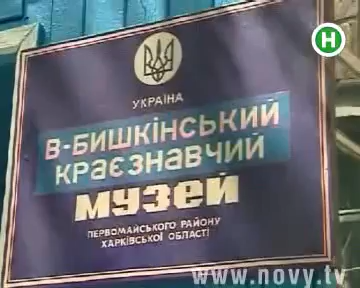 Н
УКРАЇНА
В-БИШКІНСЬКИЙ
КРАЄЗНАВЧИЙ
МУЗЕЙ
ПЕРВОМАЙСЬКОГО РАЙОНУ
ХАРКІВСЬКОЇ ОБЛАСТІ
www.novy.tv